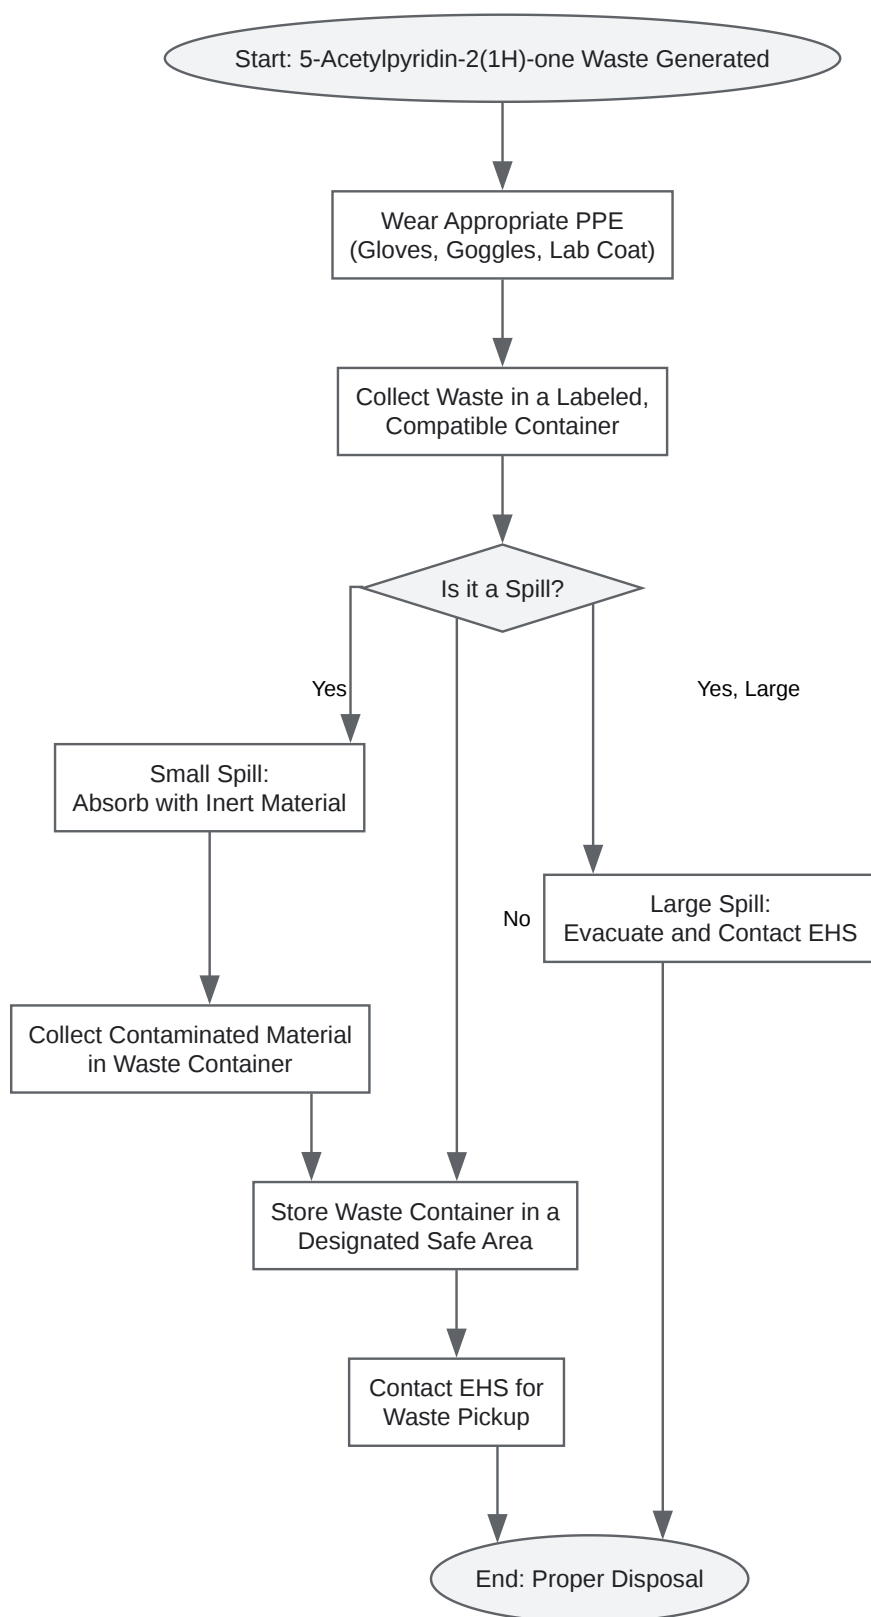 Start: 5-Acetylpyridin-2(1H)-one Waste Generated
Wear Appropriate PPE
(Gloves, Goggles, Lab Coat)
Collect Waste in a Labeled,
Compatible Container
Is it a Spill?
Yes
Yes, Large
Small Spill:
Absorb with Inert Material
No
Large Spill:
Evacuate and Contact EHS
Collect Contaminated Material
in Waste Container
Store Waste Container in a
Designated Safe Area
Contact EHS for
Waste Pickup
End: Proper Disposal